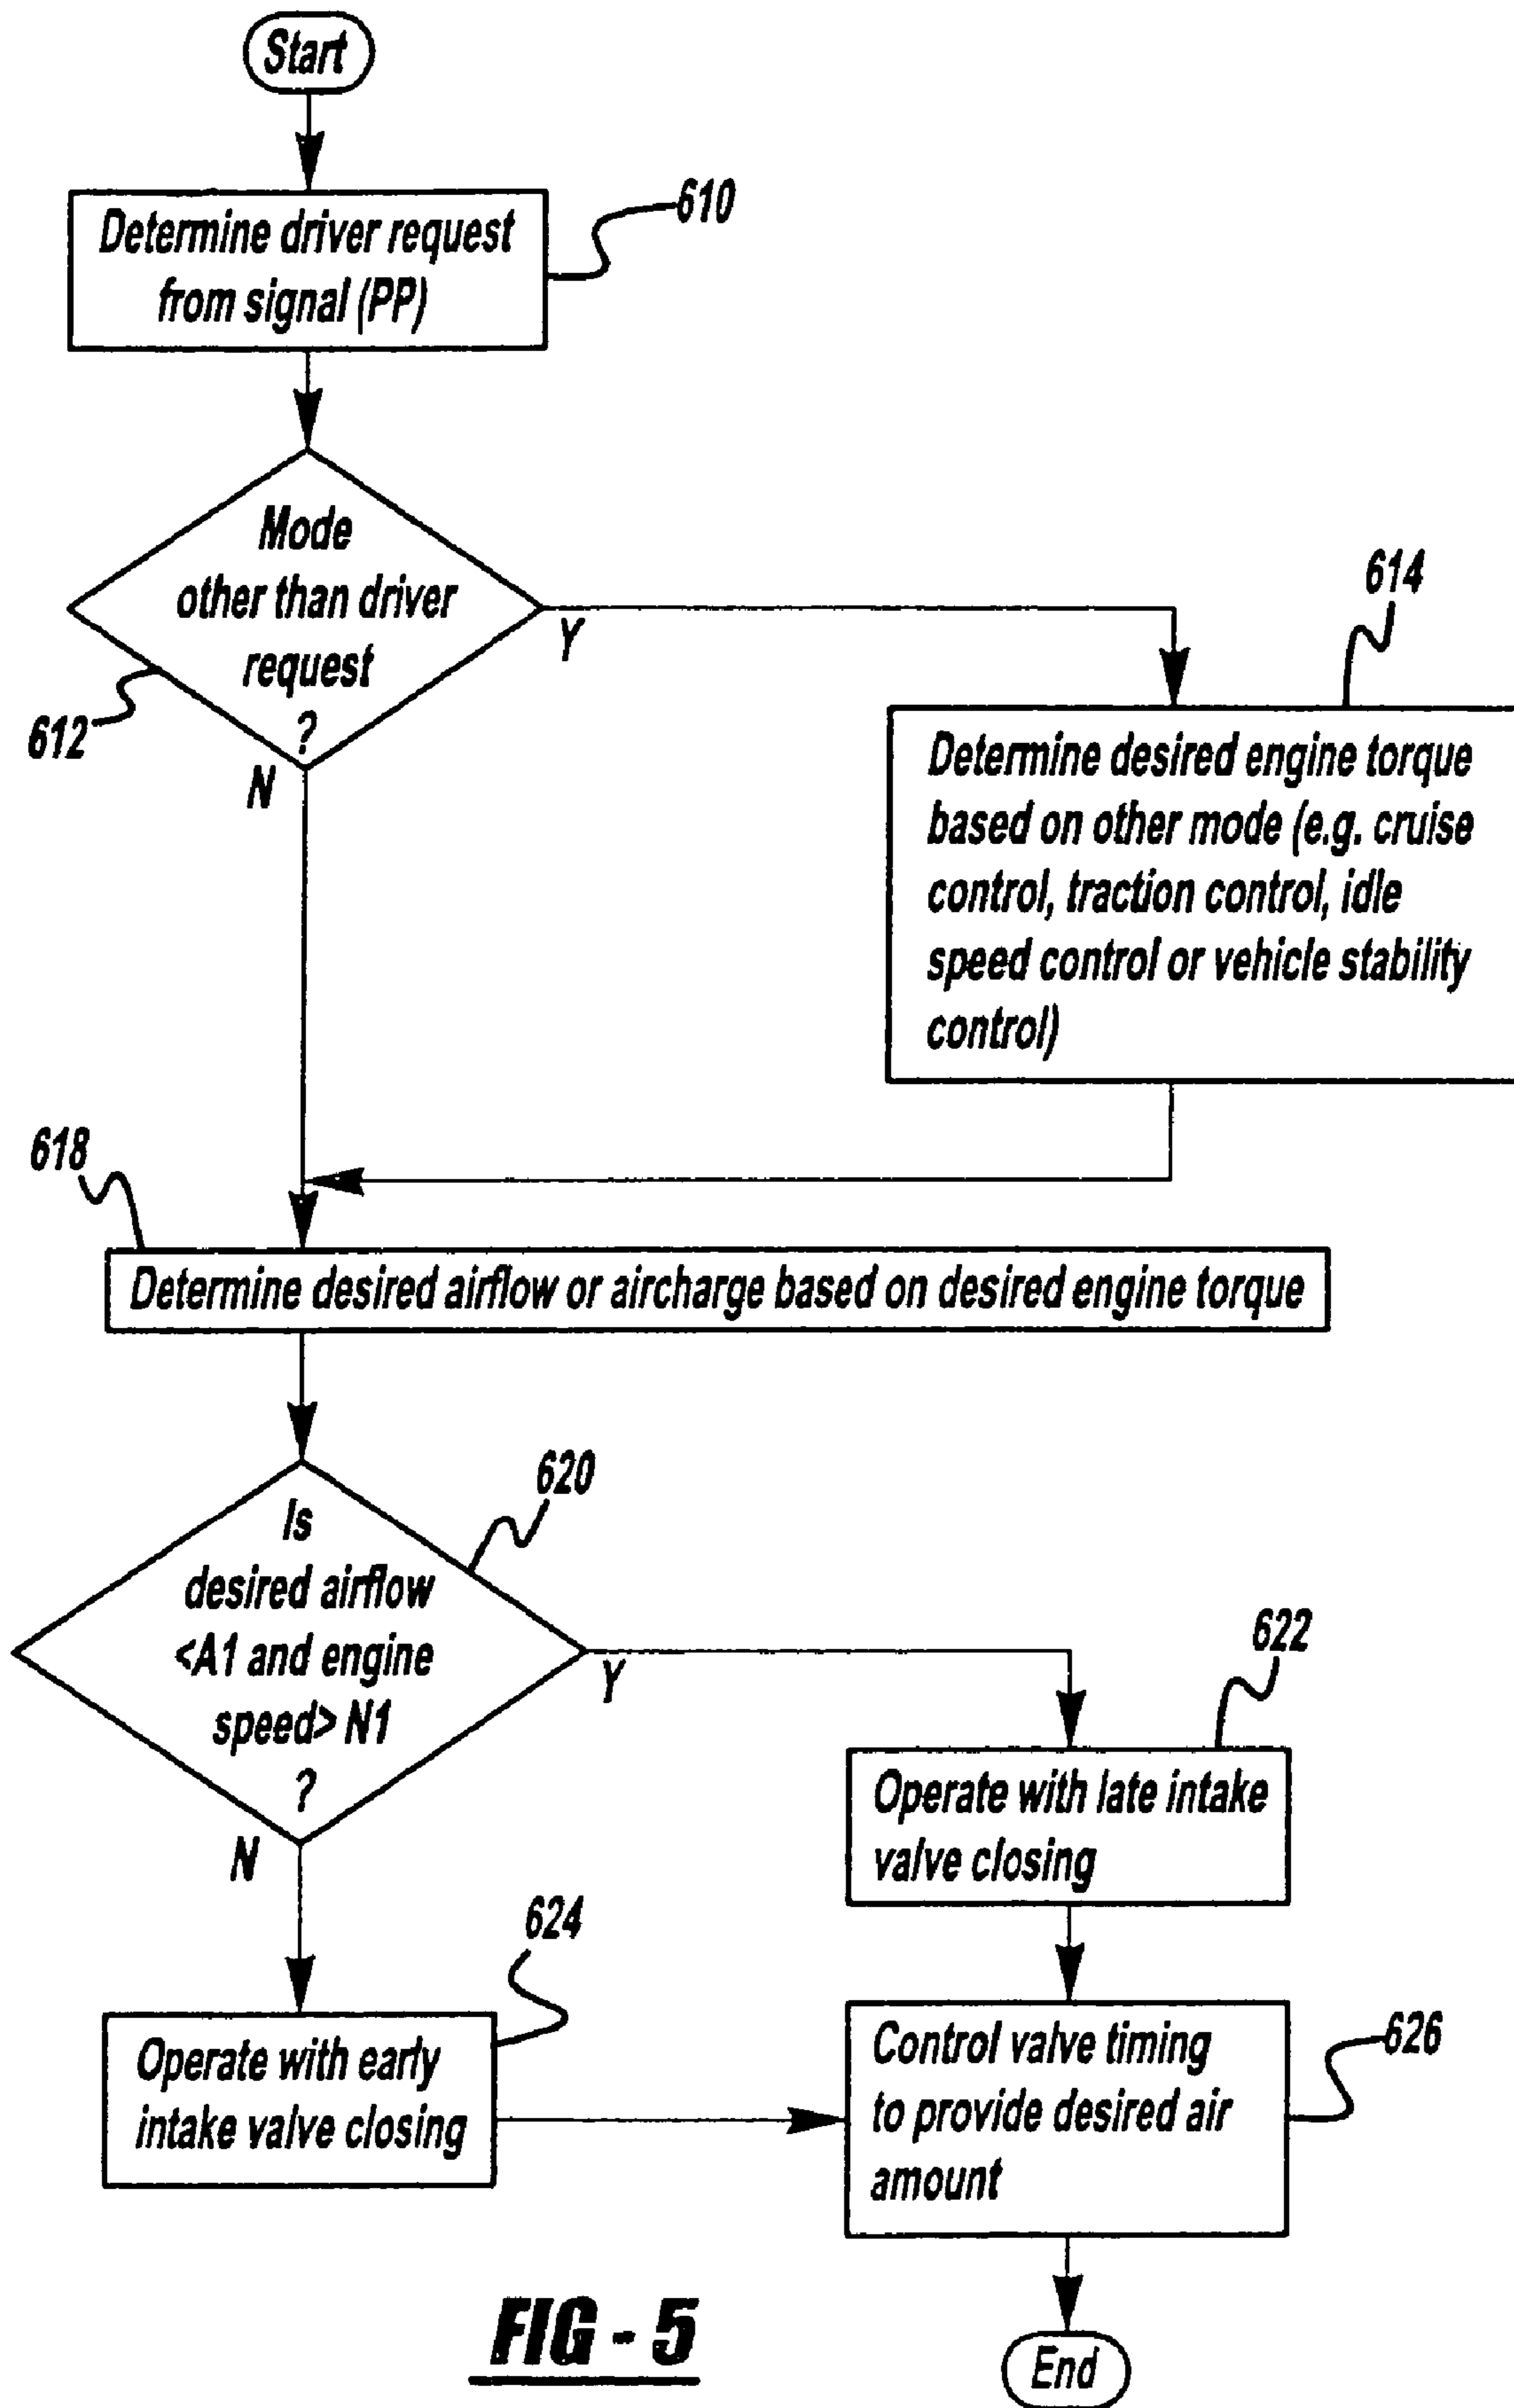 Start
Determine driver request
from signal (PP)
610
Mode
other than driver
request
?
612
Y
N
614
Determine desired engine torque
based on other mode (e.g. cruise
control, traction control, idle
speed control or vehicle stability
control)
618
Determine desired airflow or aircharge based on desired engine torque
620
Is
desired airflow
<A1 and engine
speed> N1
?
Y
N
622
Operate with late intake
valve closing
624
Operate with early
intake valve closing
Control valve timing
to provide desired air
amount
626
End
FIG - 5